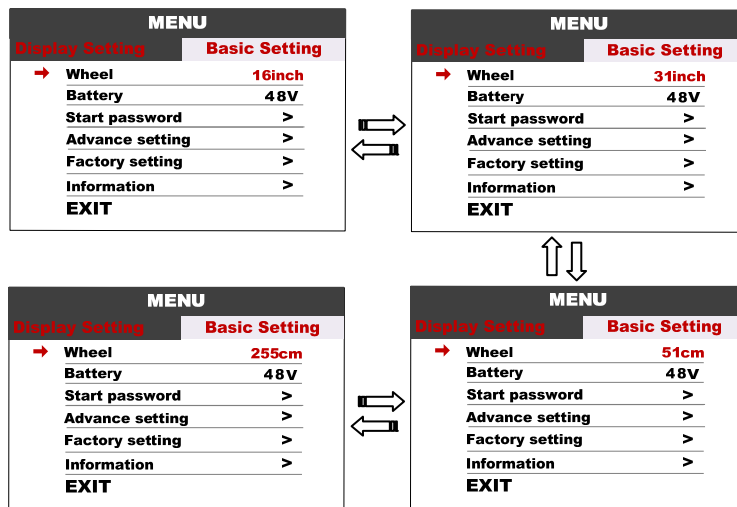 MENU
Display Setting Basic Setting
Wheel 16inch
Battery 48V
Start password >
Advance setting >
Factory setting >
Information >
EXIT
MENU
Display Setting Basic Setting
Wheel 31inch
Battery 48V
Start password >
Advance setting >
Factory setting >
Information >
EXIT
MENU
Display Setting Basic Setting
Wheel 255cm
Battery 48V
Start password >
Advance setting >
Factory setting >
Information >
EXIT
MENU
Display Setting Basic Setting
Wheel 51cm
Battery 48V
Start password >
Advance setting >
Factory setting >
Information >
EXIT